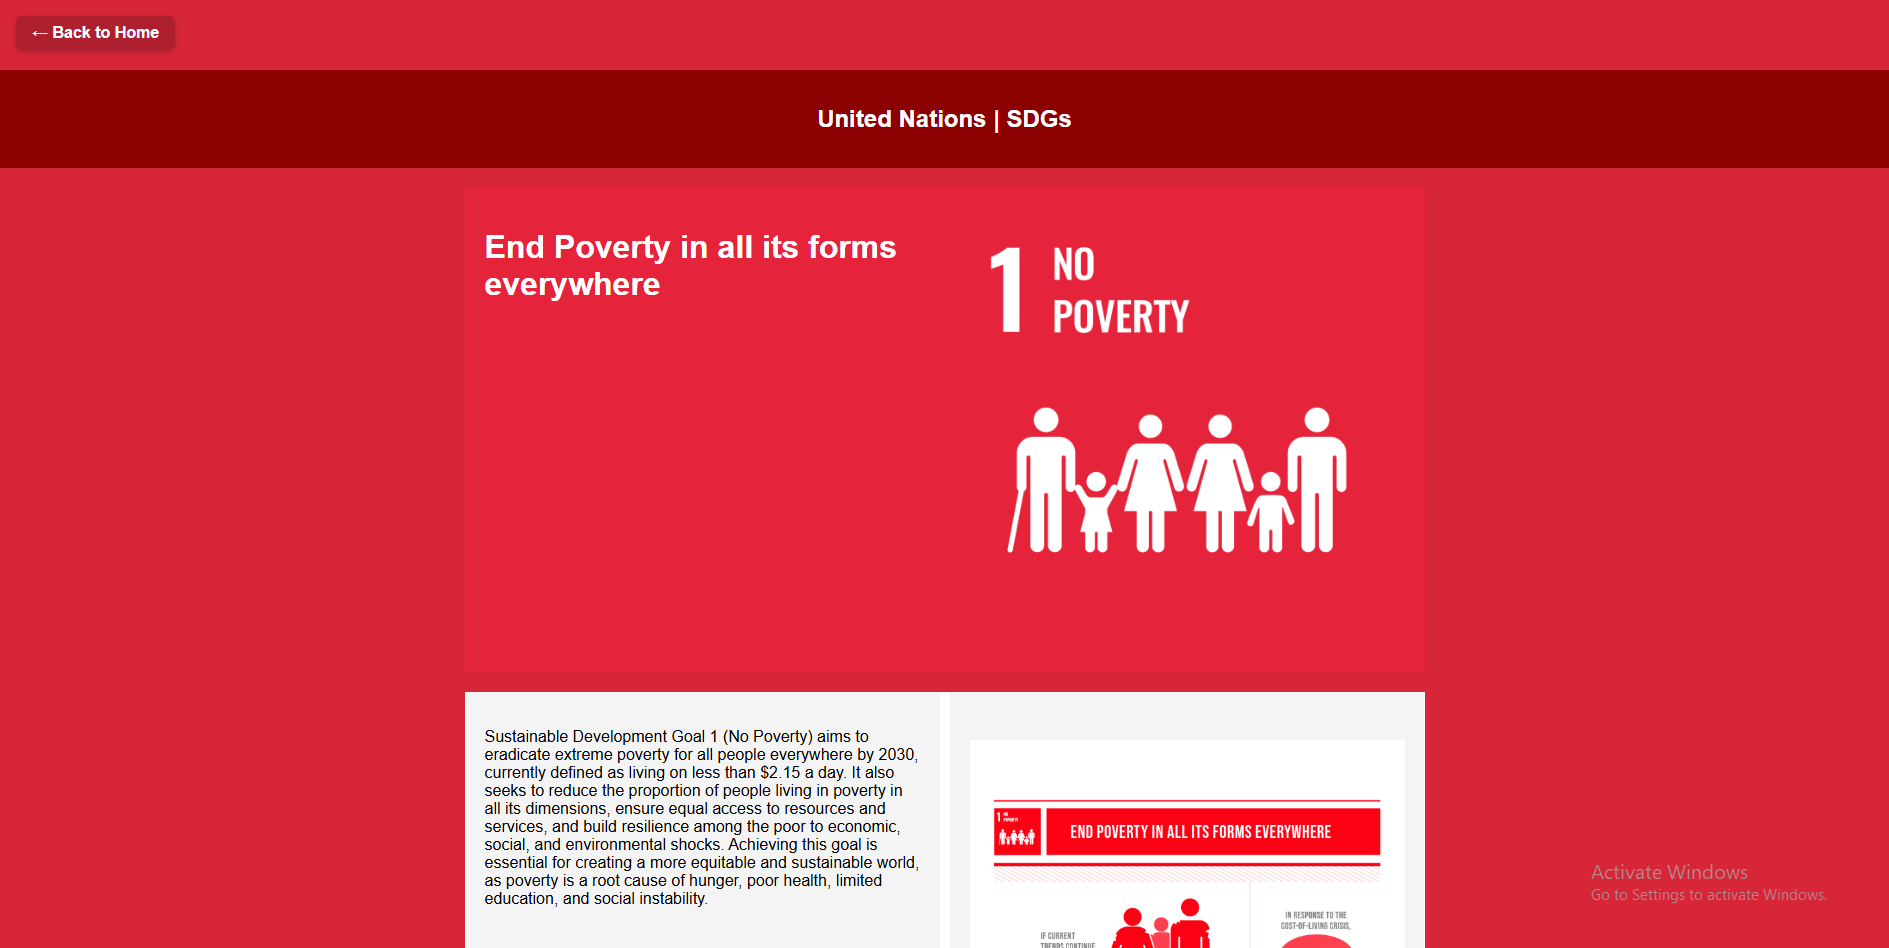 ← Back to Home
United Nations | SDGs
End Poverty in all its forms
everywhere
1 NO
POVERTY
Sustainable Development Goal 1 (No Poverty) aims to
eradicate extreme poverty for all people everywhere by 2030,
currently defined as living on less than $2.15 a day. It also
seeks to reduce the proportion of people living in poverty in
all its dimensions, ensure equal access to resources and
services, and build resilience among the poor to economic,
social, and environmental shocks. Achieving this goal is
essential for creating a more equitable and sustainable world,
as poverty is a root cause of hunger, poor health, limited
education, and social instability.
1 NO
POVERTY
END POVERTY IN ALL ITS FORMS EVERYWHERE
IF CURRENT
TRENDS CONTINUE
IN RESPONSE TO THE
COST-OF-LIVING CRISIS,
Activate Windows
Go to Settings to activate Windows.